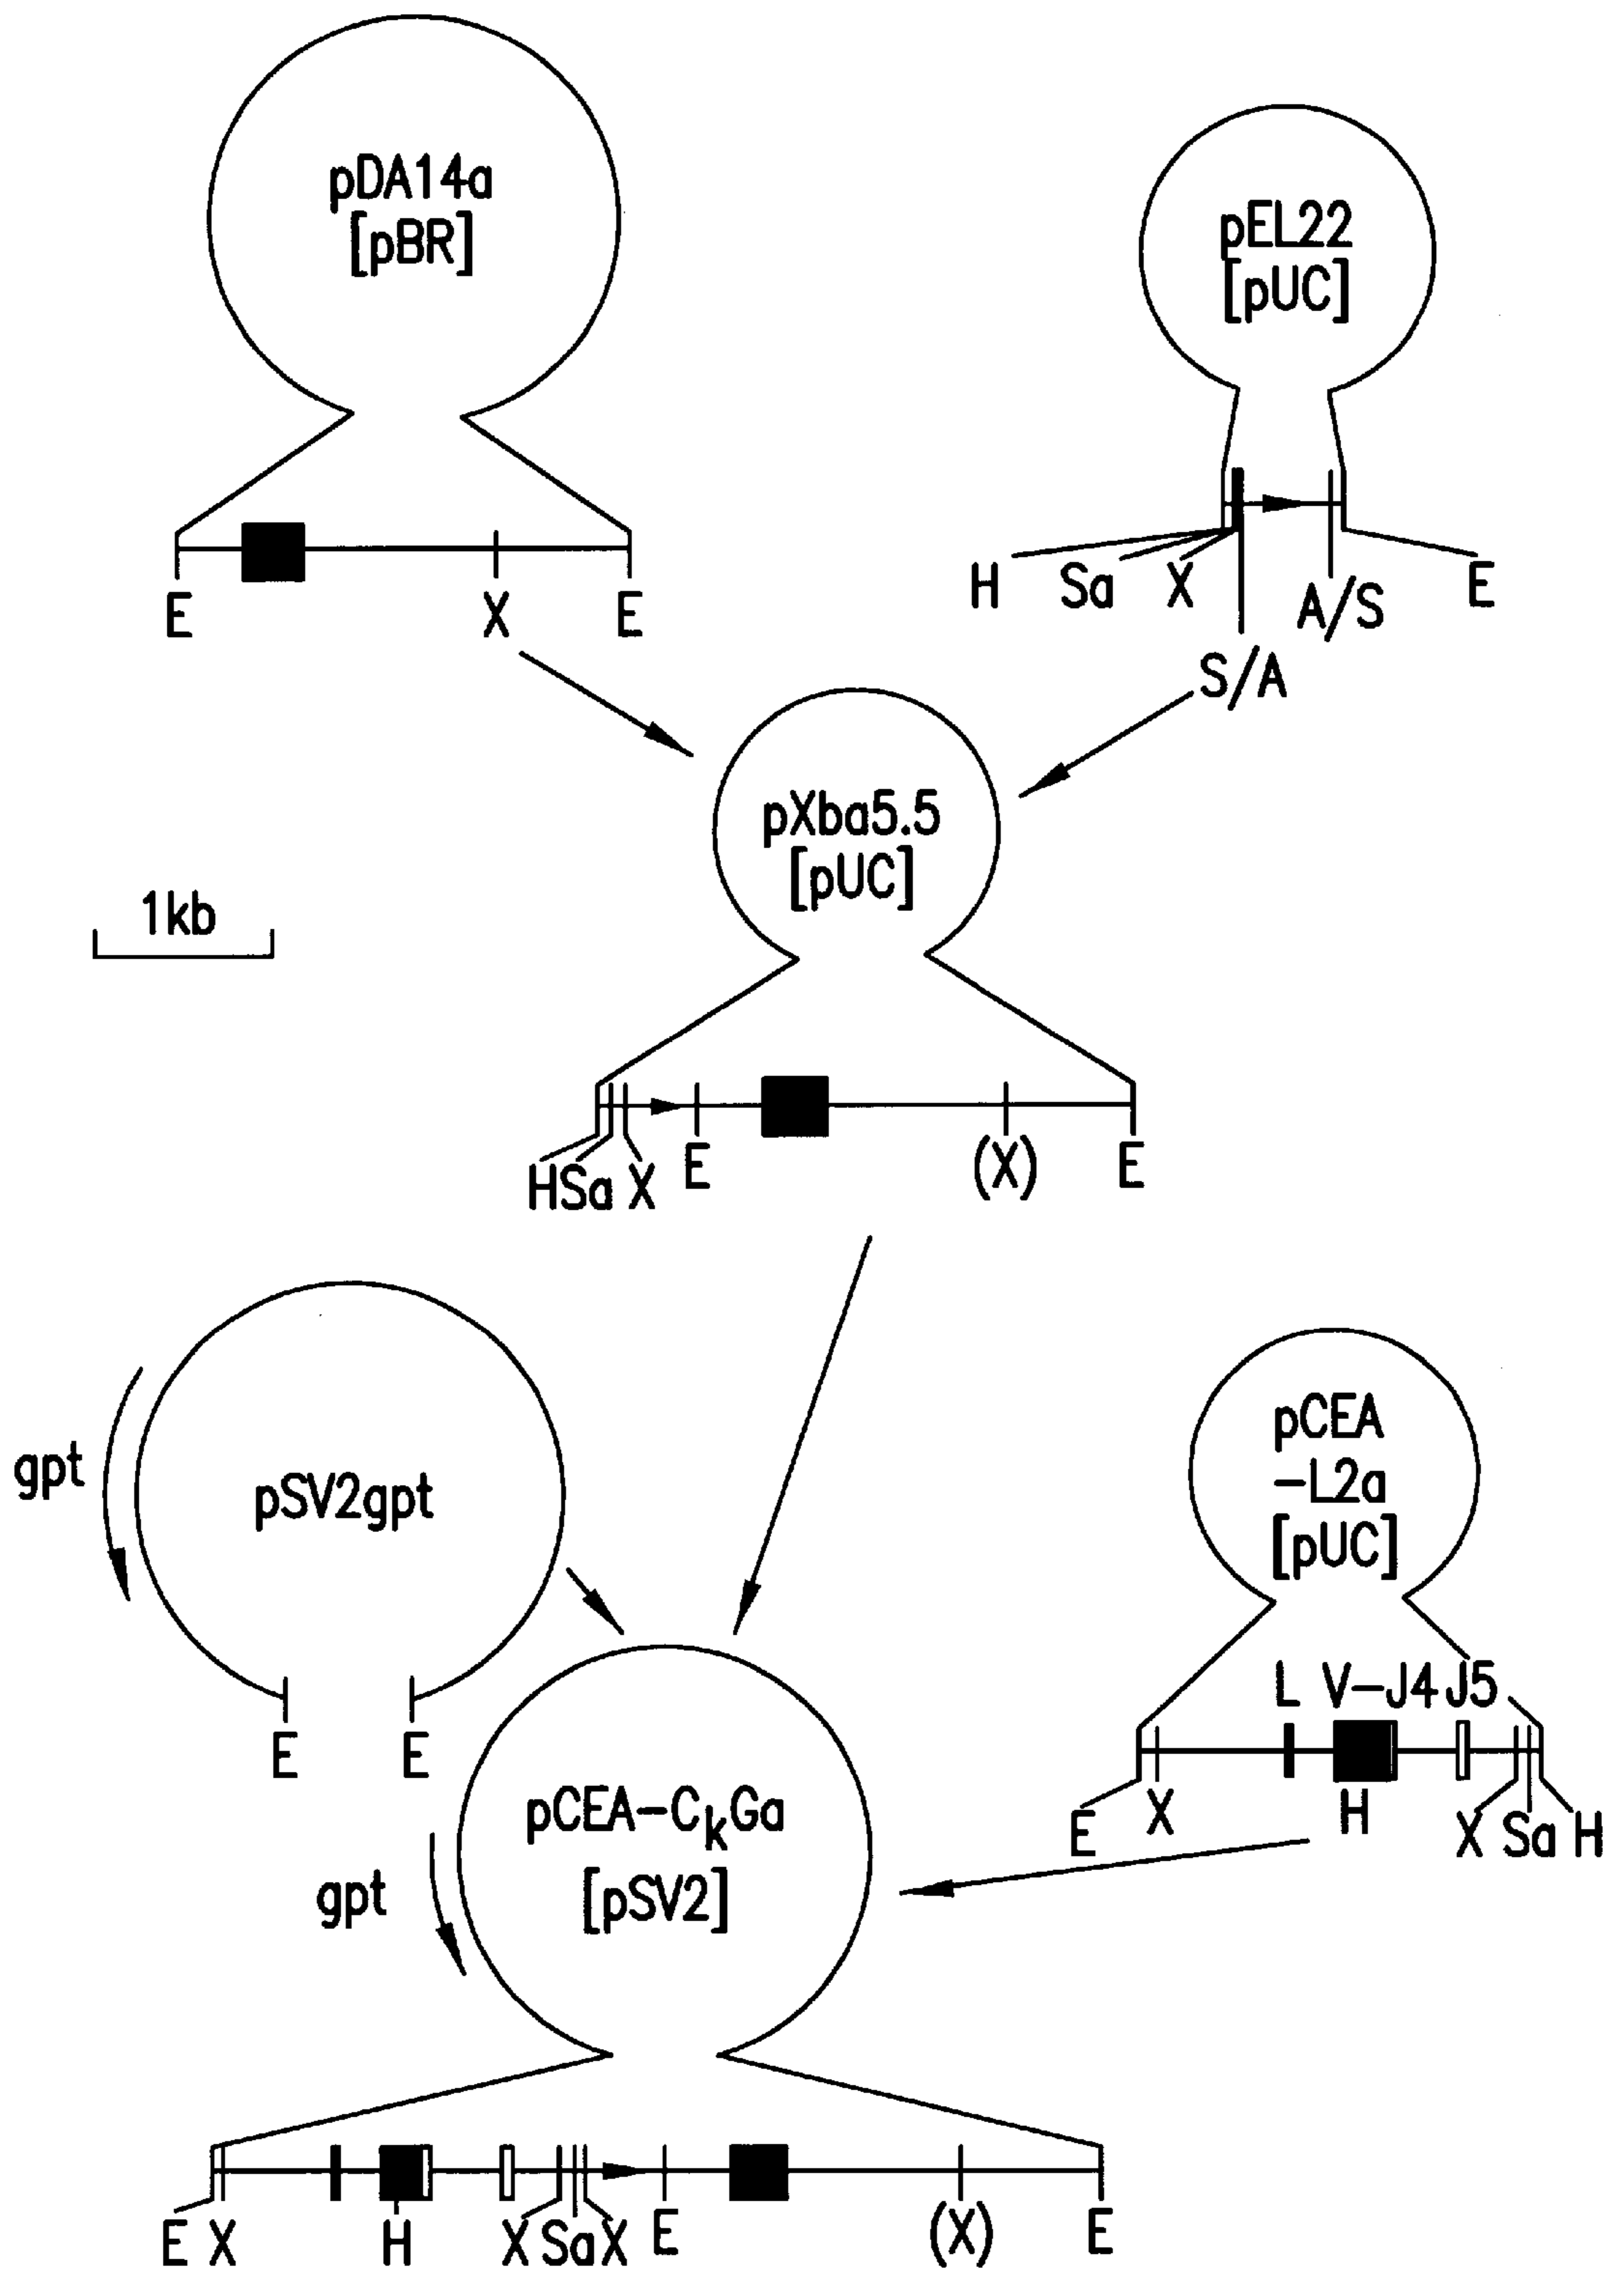 pDA14a
[pBR]
pEL22
[pUC]
E X E
H Sa X A/S E
S/A
pXba5.5
[pUC]
1kb
HSa X E (X) E
gpt
pSV2gpt
E E
pCEA
-L2a
[pUC]
L V-J4 J5
E X H X Sa H
pCEA-CkGa
[pSV2]
gpt
E X H X Sa X E (X) E